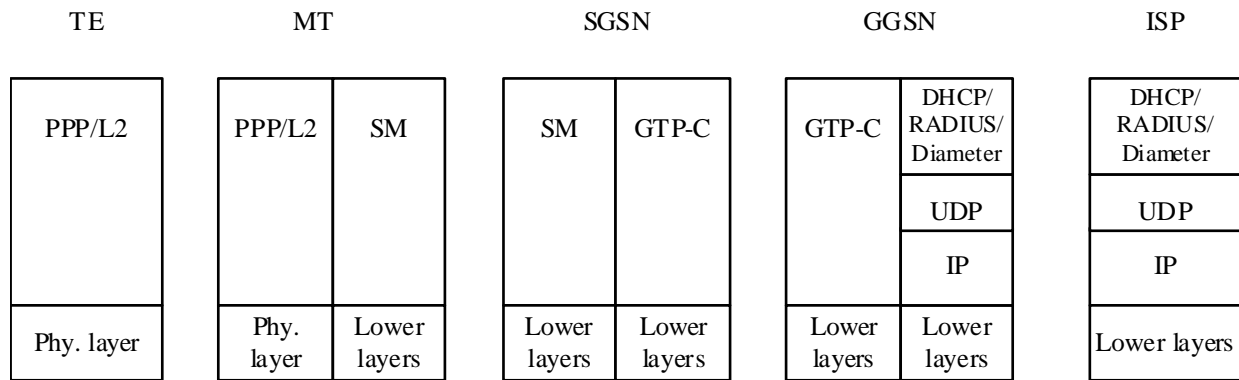 TE
MT
SGSN
GGSN
ISP
PPP/L2
Phy. layer
PPP/L2
SM
Phy.
layer
Lower
layers
SM
GTP-C
Lower
layers
Lower
layers
GTP-C
DHCP/
RADIUS/
Diameter
UDP
IP
Lower
layers
Lower
layers
DHCP/
RADIUS/
Diameter
UDP
IP
Lower layers